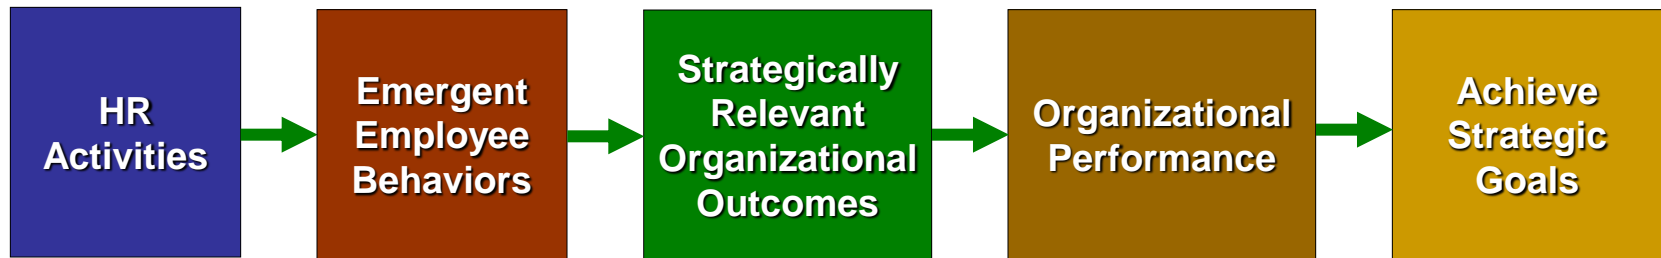 HR
Activities
Emergent
Employee
Behaviors
Strategically
Relevant
Organizational
Outcomes
Organizational
Performance
Achieve
Strategic
Goals